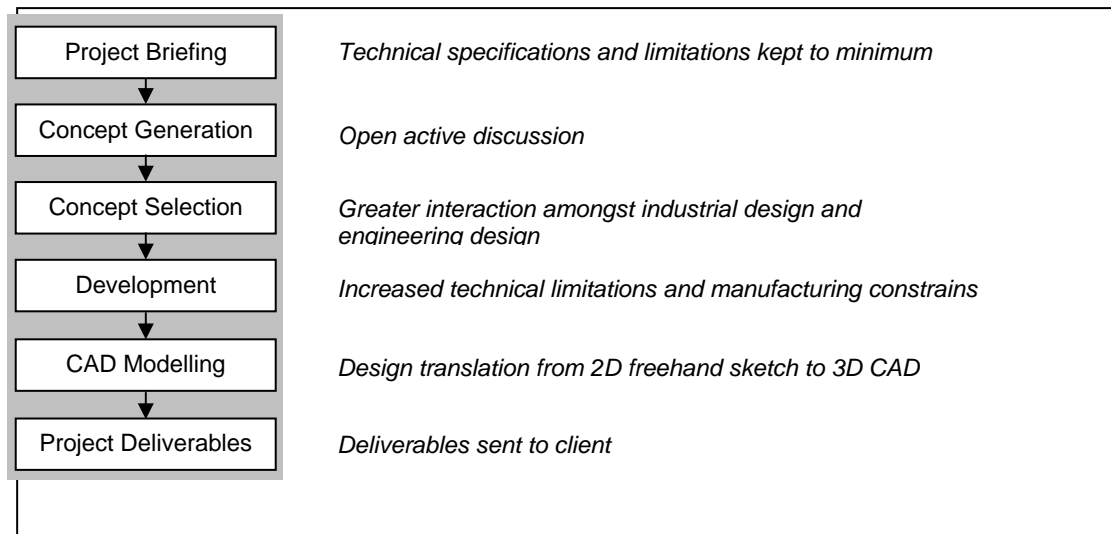 Project Briefing
Technical specifications and limitations kept to minimum
Concept Generation
Open active discussion
Concept Selection
Greater interaction amongst industrial design and
engineering design
Development
Increased technical limitations and manufacturing constrains
CAD Modelling
Design translation from 2D freehand sketch to 3D CAD
Project Deliverables
Deliverables sent to client